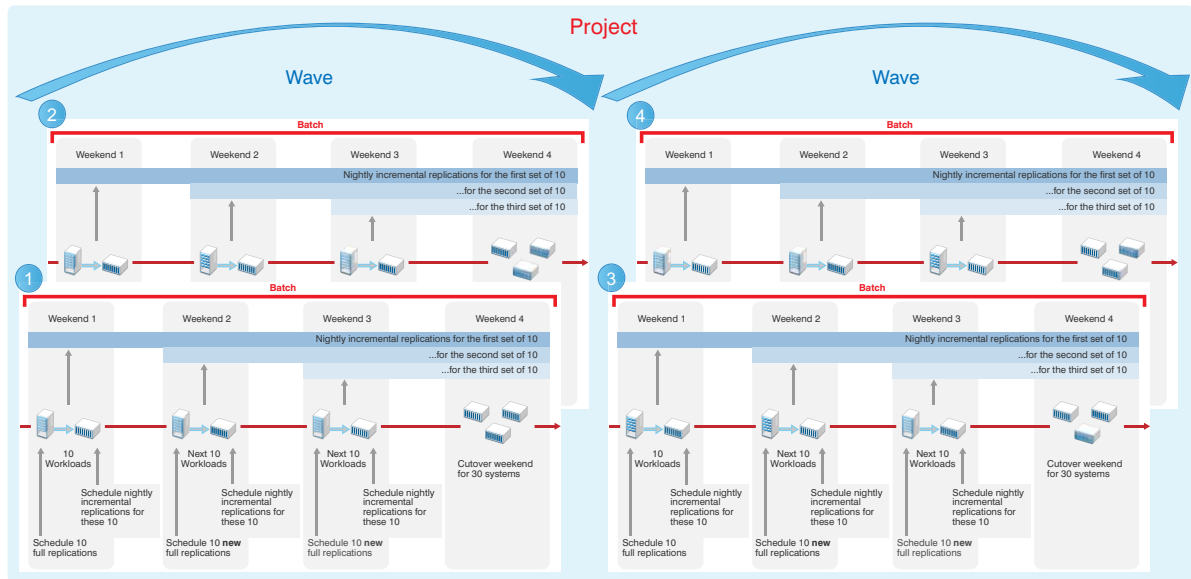 Project
Wave
Wave
2
Batch
Weekend 1
Weekend 2
Weekend 3
Weekend 4
Nightly incremental replications for the first set of 10
...for the second set of 10
...for the third set of 10
4
Batch
Weekend 1
Weekend 2
Weekend 3
Weekend 4
Nightly incremental replications for the first set of 10
...for the second set of 10
...for the third set of 10
1
Batch
Weekend 1
Weekend 2
Weekend 3
Weekend 4
Nightly incremental replications for the first set of 10
...for the second set of 10
...for the third set of 10
10
Workloads
Next 10
Workloads
Next 10
Workloads
Cutover weekend
for 30 systems
Schedule nightly
incremental
replications for
these 10
Schedule nightly
incremental
replications for
these 10
Schedule nightly
incremental
replications for
these 10
Schedule 10
full replications
Schedule 10 new
full replications
Schedule 10 new
full replications
3
Batch
Weekend 1
Weekend 2
Weekend 3
Weekend 4
Nightly incremental replications for the first set of 10
...for the second set of 10
...for the third set of 10
10
Workloads
Next 10
Workloads
Next 10
Workloads
Cutover weekend
for 30 systems
Schedule nightly
incremental
replications for
these 10
Schedule nightly
incremental
replications for
these 10
Schedule nightly
incremental
replications for
these 10
Schedule 10
full replications
Schedule 10 new
full replications
Schedule 10 new
full replications